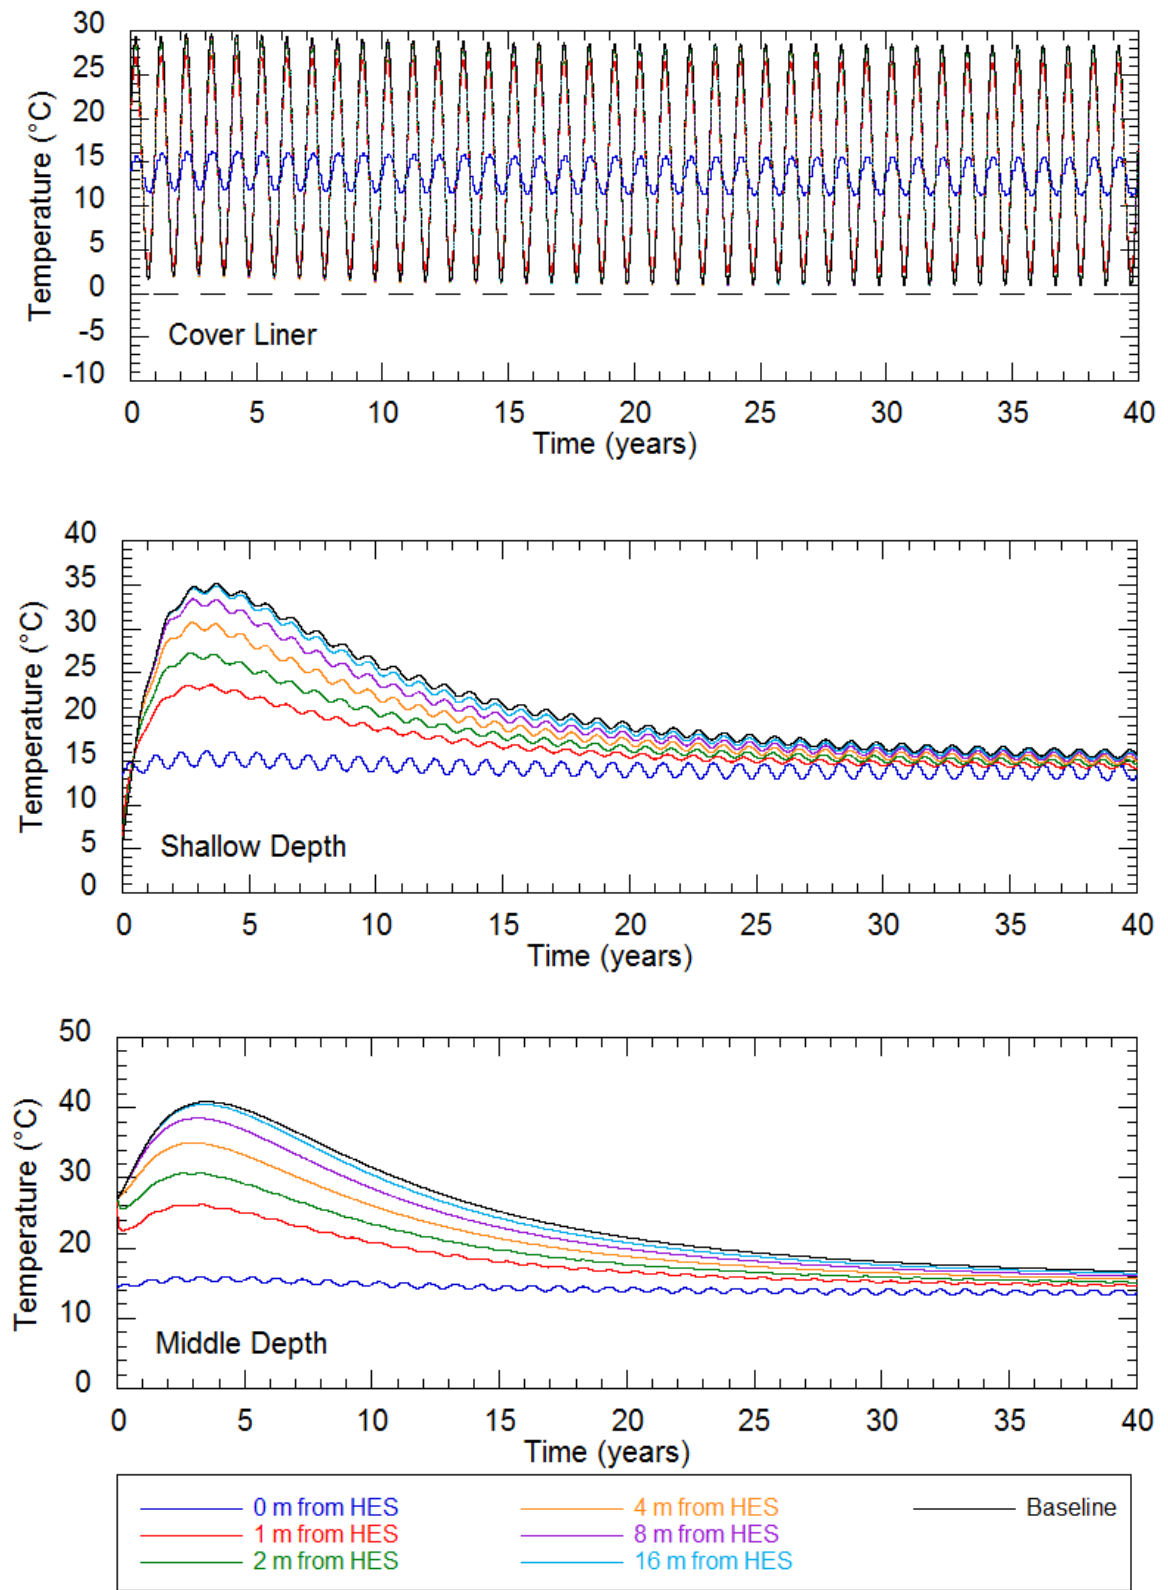 30
25
20
15
10
5
0
-5
-10
Temperature (°C)
Cover Liner
0 5 10 15 20 25 30 35 40
Time (years)
40
35
30
25
20
15
10
5
0
Temperature (°C)
Shallow Depth
0 5 10 15 20 25 30 35 40
Time (years)
50
40
30
20
10
0
Temperature (°C)
Middle Depth
0 5 10 15 20 25 30 35 40
Time (years)
0 m from HES 4 m from HES Baseline
1 m from HES 8 m from HES
2 m from HES 16 m from HES